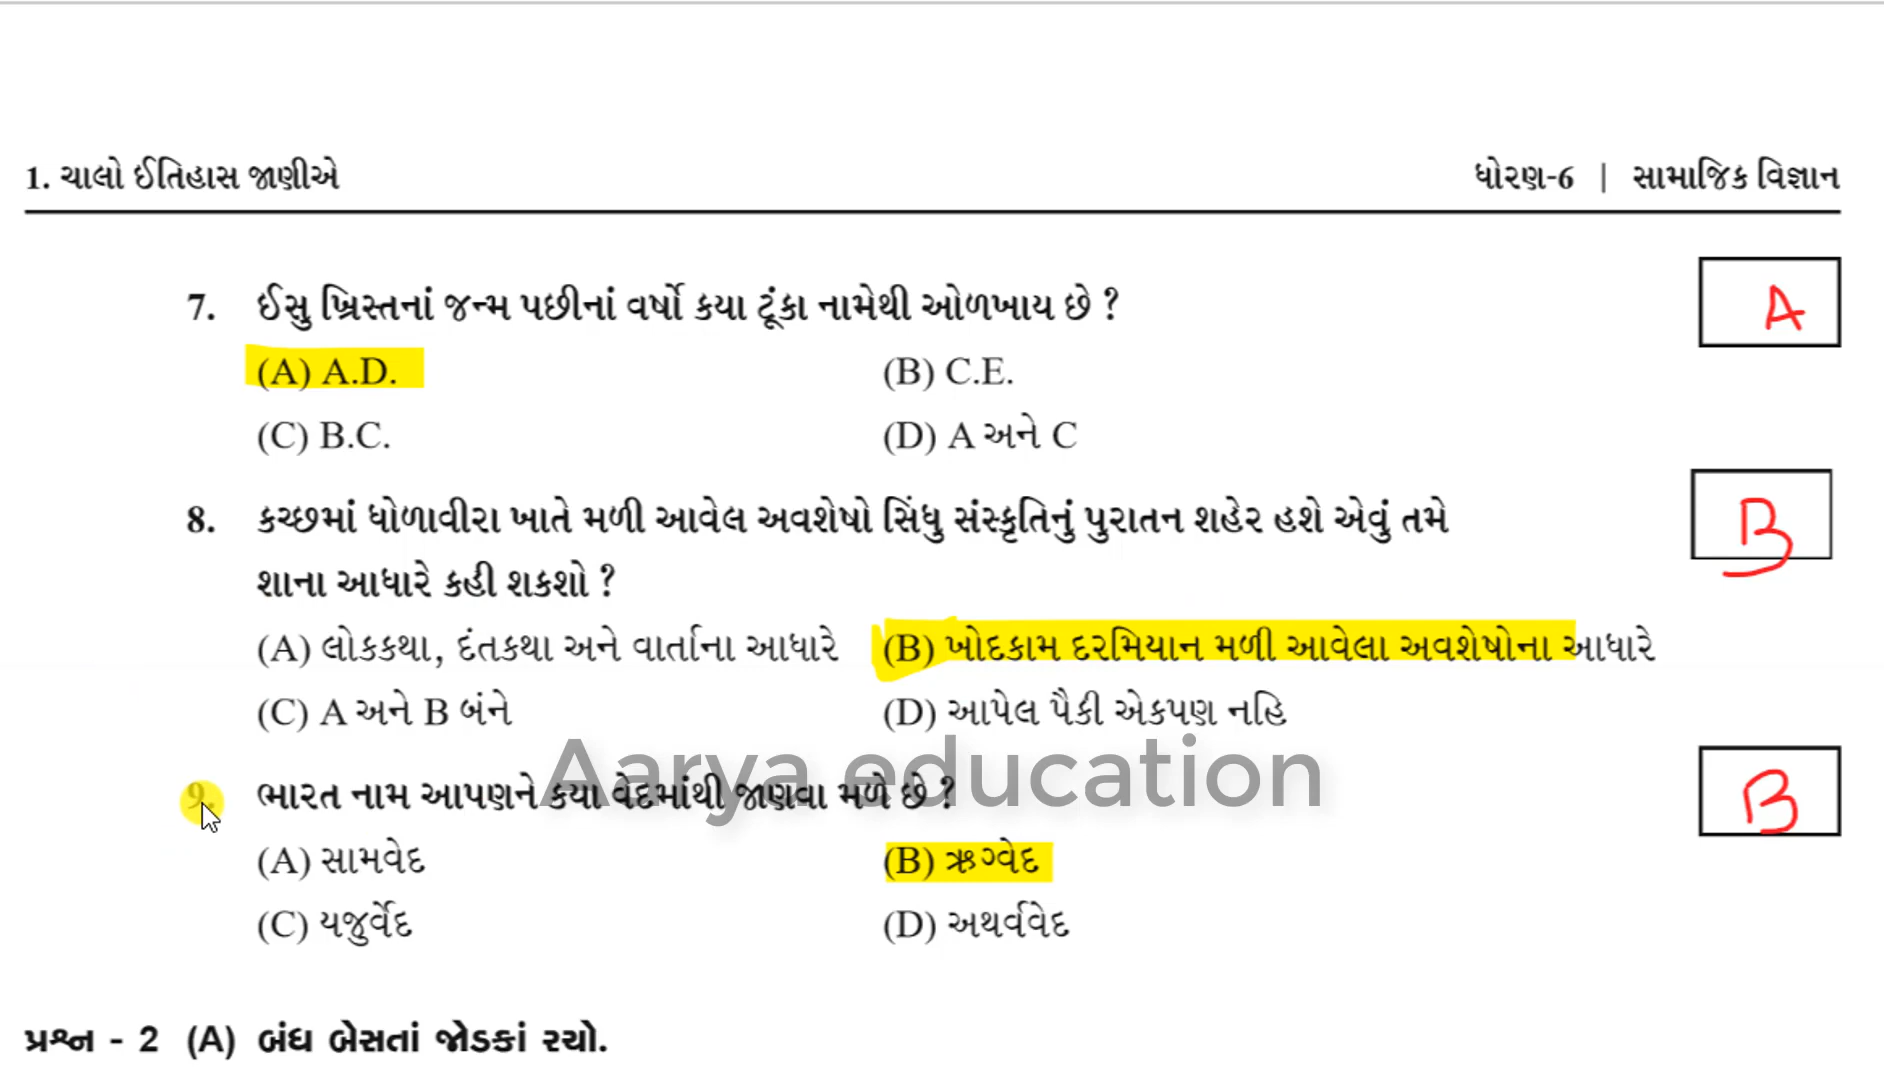 1. ચાલો ઈતિહાસ જાણીએ
ધોરણ-6 | સામાજિક વિજ્ઞાન
7. ઈસુ ખ્રિસ્તનાં જન્મ પછીનાં વર્ષો કયા ટૂંકા નામેથી ઓળખાય છે ?
A
(A) A.D.
(B) C.E.
(C) B.C.
(D) A અને C
8. કચ્છમાં ધોળાવીરા ખાતે મળી આવેલ અવશેષો સિંધુ સંસ્કૃતિનું પુરાતન શહેર હશે એવું તમે
શાના આધારે કહી શકશો ?
B
(A) લોકકથા, દંતકથા અને વાર્તાના આધારે
(B) ખોદકામ દરમિયાન મળી આવેલા અવશેષોના આધારે
(C) A અને B બંને
(D) આપેલ પૈકી એકપણ નહિ
Aarya education
9. ભારત નામ આપણને કયા વેદમાંથી જાણવા મળે છે ?
B
(A) સામવેદ
(B) ઋગ્વેદ
(C) યજુર્વેદ
(D) અથર્વવેદ
પ્રશ્ન - 2 (A) બંધ બેસતાં જોડકાં રચો.